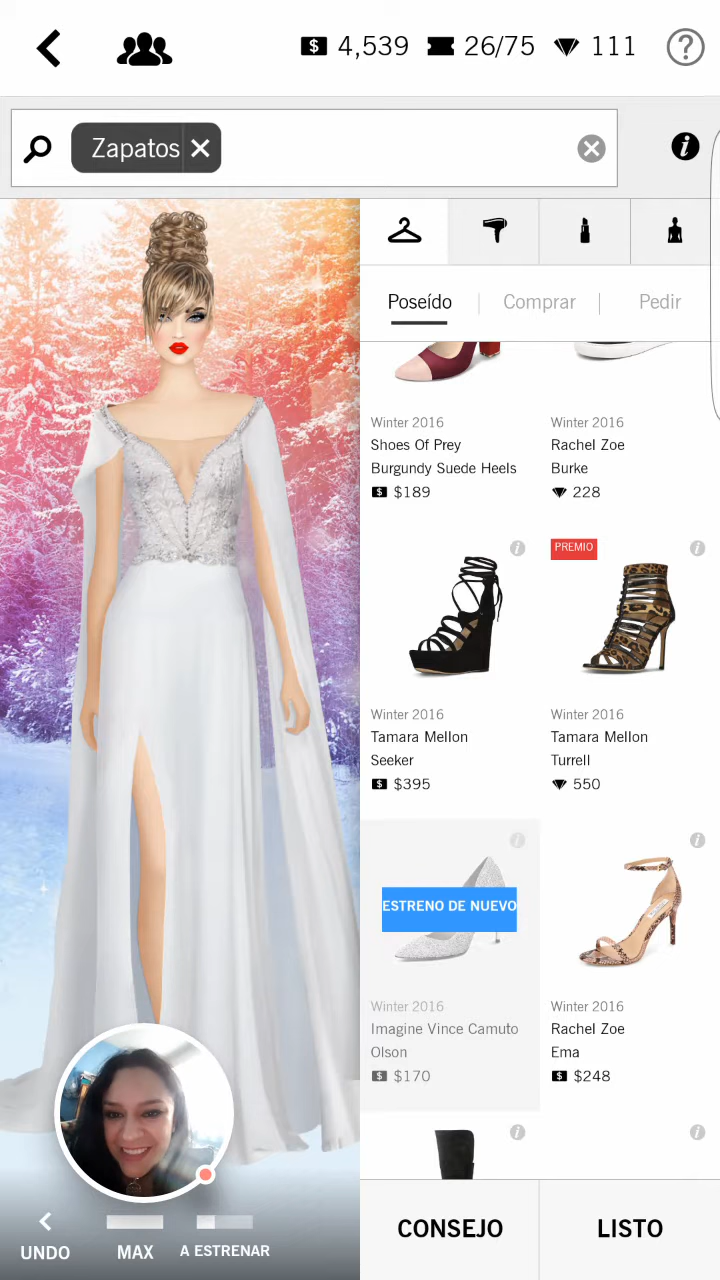 4,539
26/75
111
?
Zapatos
Poseído
Comprar
Pedir
Winter 2016
Shoes Of Prey
Burgundy Suede Heels
$189
Winter 2016
Rachel Zoe
Burke
228
Winter 2016
Tamara Mellon
Seeker
$395
PREMIO
Winter 2016
Tamara Mellon
Turrell
550
ESTRENO DE NUEVO
Winter 2016
Imagine Vince Camuto
Olson
$170
Winter 2016
Rachel Zoe
Ema
$248
UNDO
MAX
A ESTRENAR
CONSEJO
LISTO